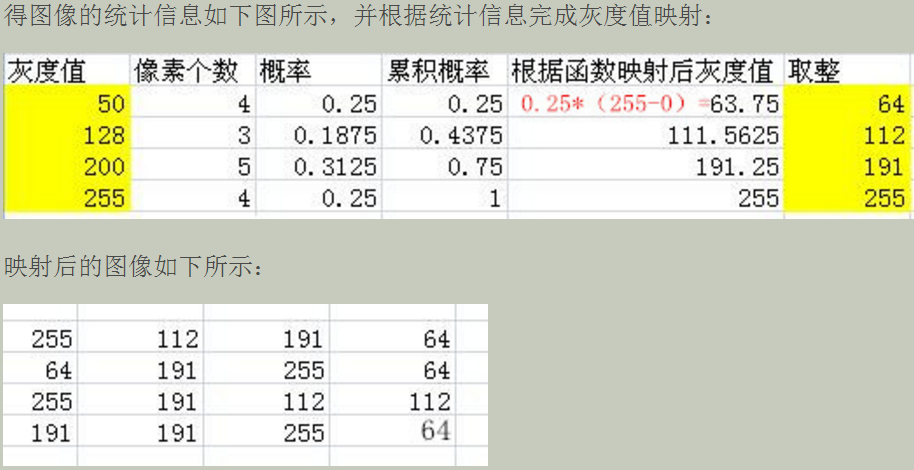 得图像的统计信息如下图所示，并根据统计信息完成灰度值映射：
灰度值 像素个数 概率 累积概率 根据函数映射后灰度值 取整
50 4 0.25 0.25 0.25*（255-0）=63.75 64
128 3 0.1875 0.4375 111.5625 112
200 5 0.3125 0.75 191.25 191
255 4 0.25 1 255 255
映射后的图像如下所示：
255 112 191 64
64 191 255 64
255 191 112 112
191 191 255 64